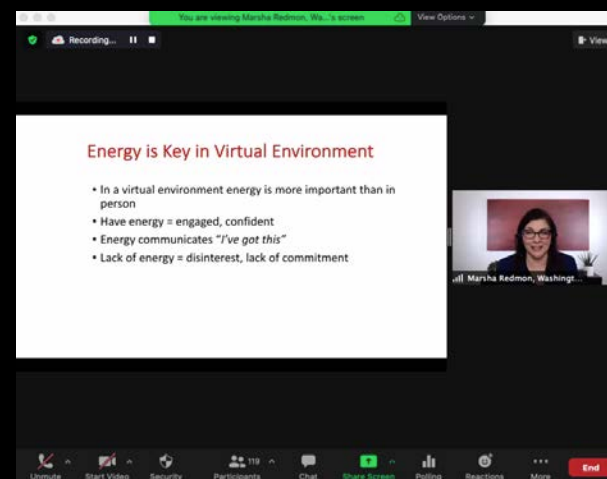 You are viewing Marsha Redmon, Wa...'s screen
View Options
Recording...
View
Energy is Key in Virtual Environment
• In a virtual environment energy is more important than in
person
• Have energy = engaged, confident
• Energy communicates "I've got this"
• Lack of energy = disinterest, lack of commitment
Marsha Redmon, Washingt...
119
Unmute
Start Video
Security
Participants
Chat
Share Screen
Polling
Reactions
More
End